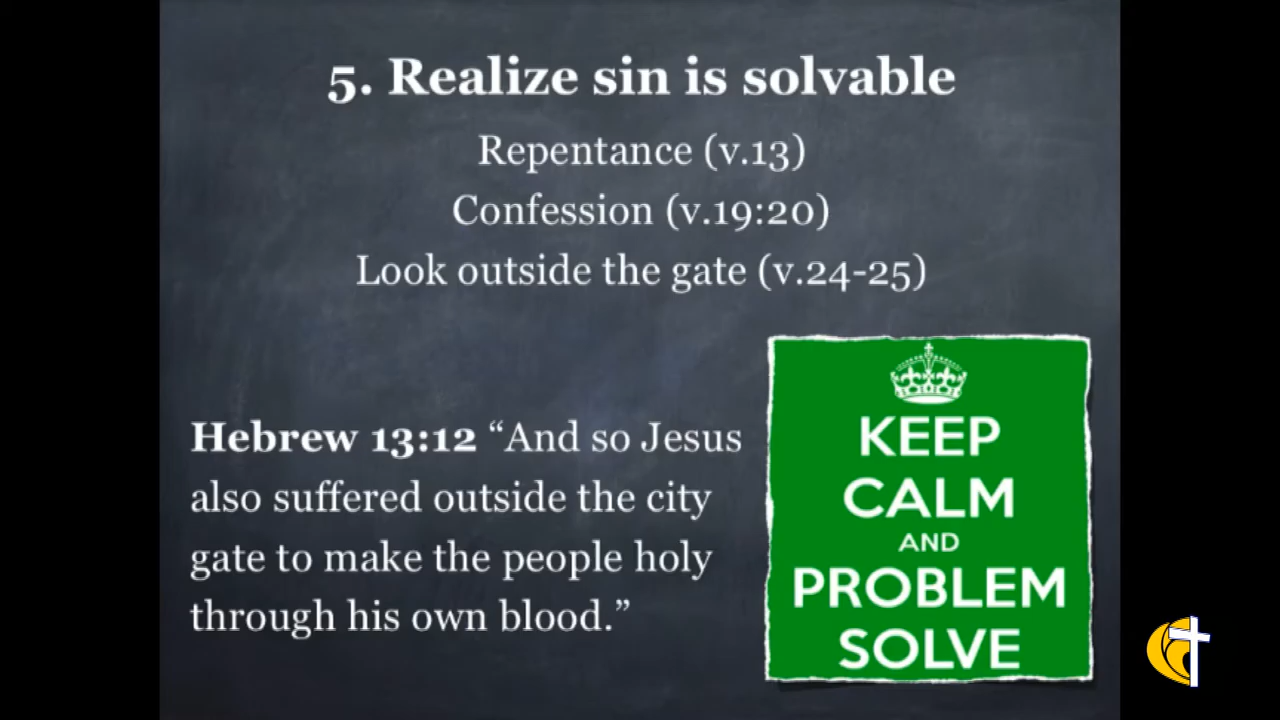 5. Realize sin is solvable
Repentance (v.13)
Confession (v.19:20)
Look outside the gate (v.24-25)
Hebrew 13:12 “And so Jesus
also suffered outside the city
gate to make the people holy
through his own blood.”
KEEP
CALM
AND
PROBLEM
SOLVE